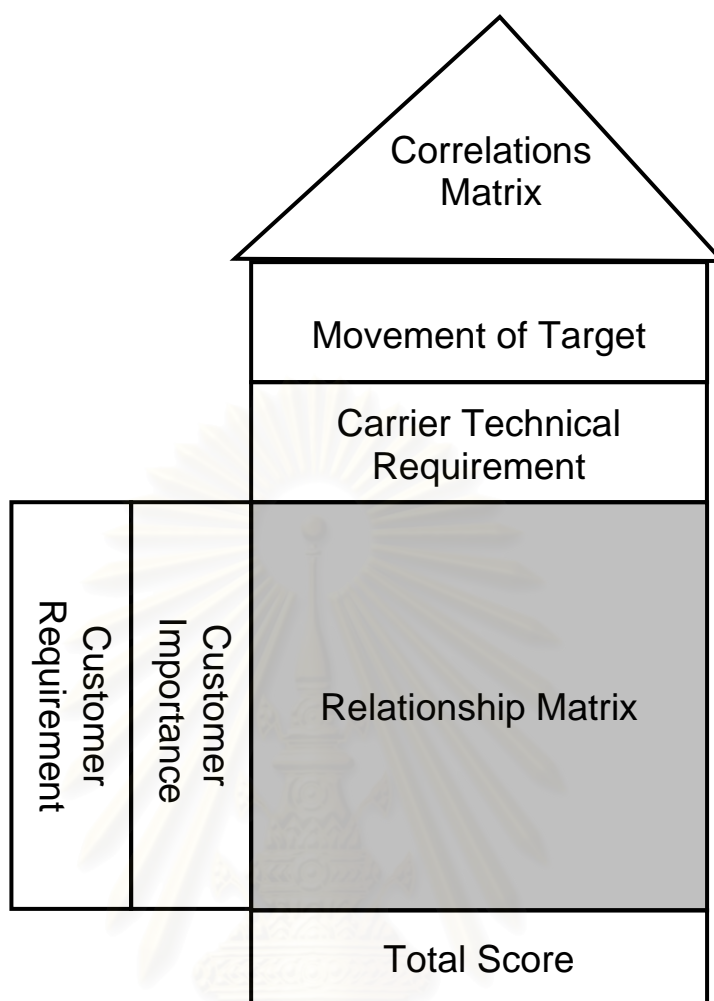 Correlations
Matrix
Movement of Target
Carrier Technical
Requirement
Customer
Requirement
Customer
Importance
Relationship Matrix
Total Score